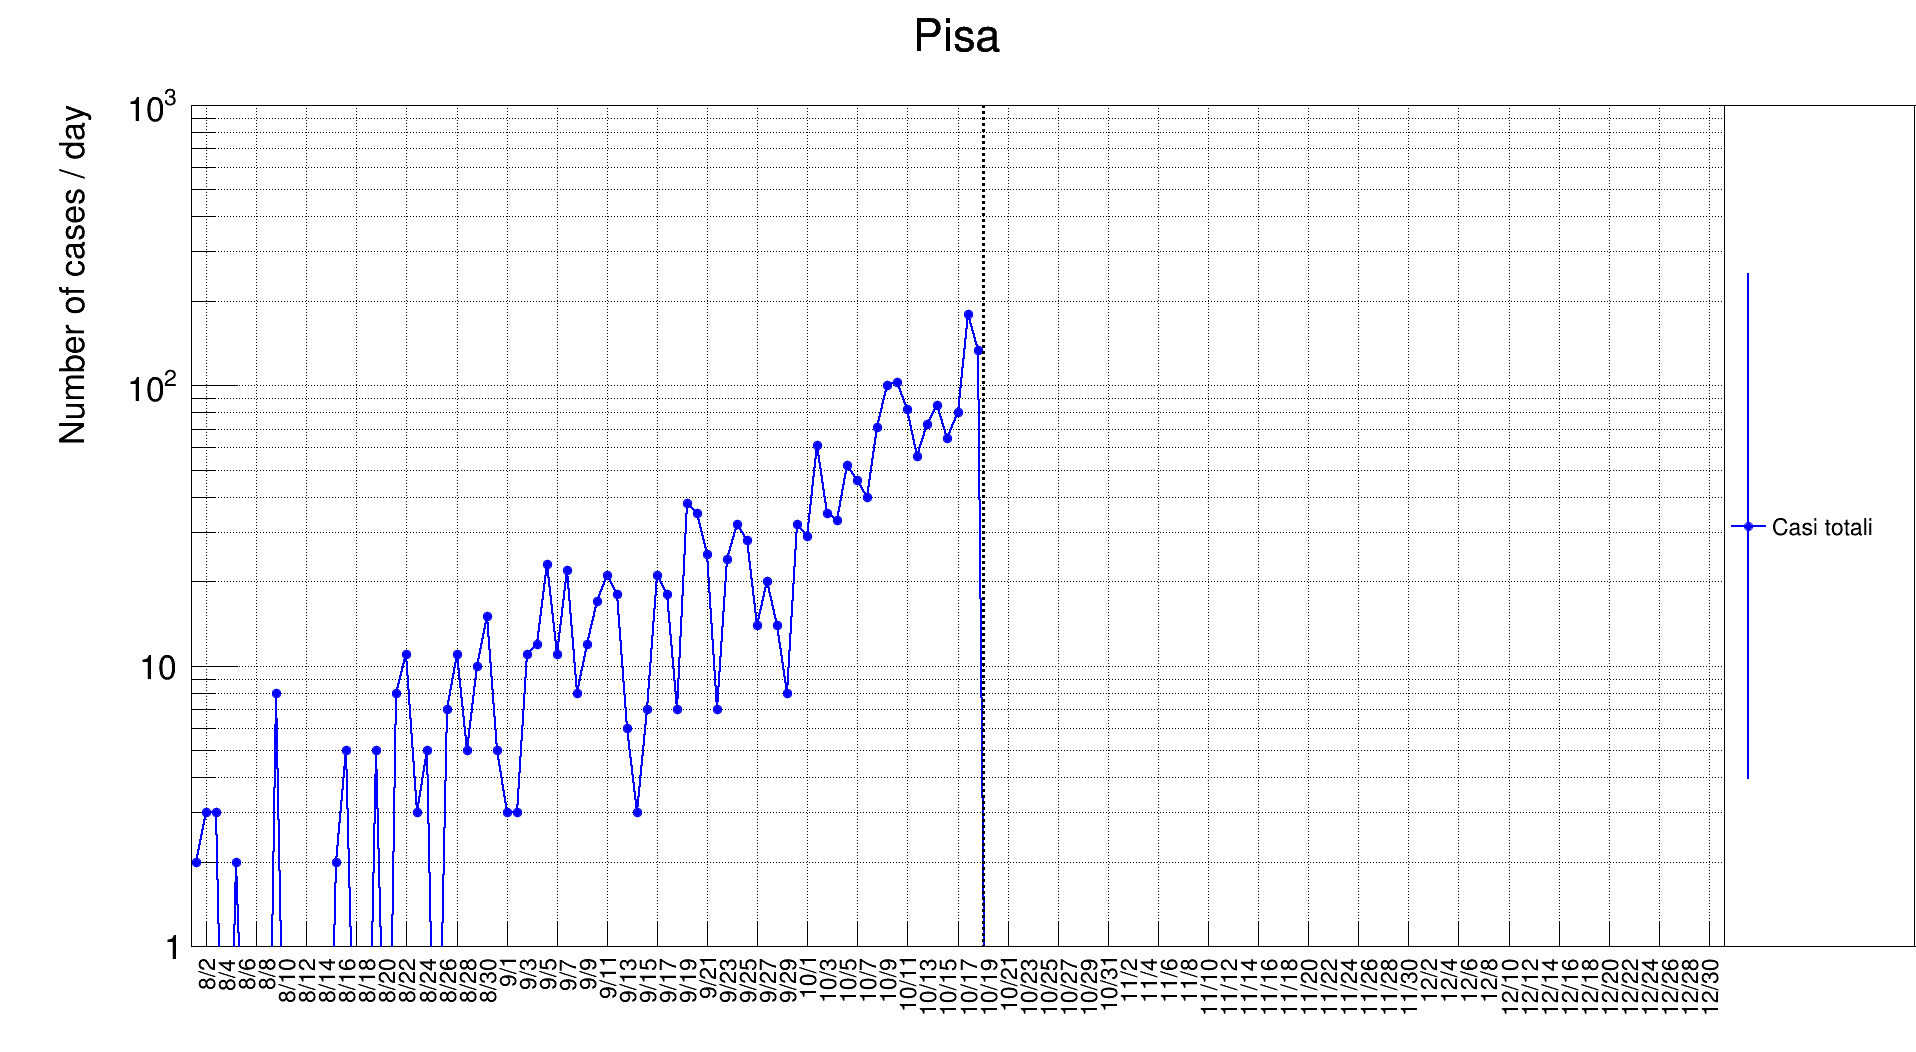 Pisa
Number of cases / day
10³
10²
10
1
8/2 8/4 8/6 8/8 8/10 8/12 8/14 8/16 8/18 8/20 8/22 8/24 8/26 8/28 8/30 9/1 9/3 9/5 9/7 9/9 9/11 9/13 9/15 9/17 9/19 9/21 9/23 9/25 9/27 9/29 10/1 10/3 10/5 10/7 10/9 10/11 10/13 10/15 10/17 10/19 10/21 10/23 10/25 10/27 10/29 10/31 11/2 11/4 11/6 11/8 11/10 11/12 11/14 11/16 11/18 11/20 11/22 11/24 11/26 11/28 11/30 12/2 12/4 12/6 12/8 12/10 12/12 12/14 12/16 12/18 12/20 12/22 12/24 12/26 12/28 12/30
Casi totali